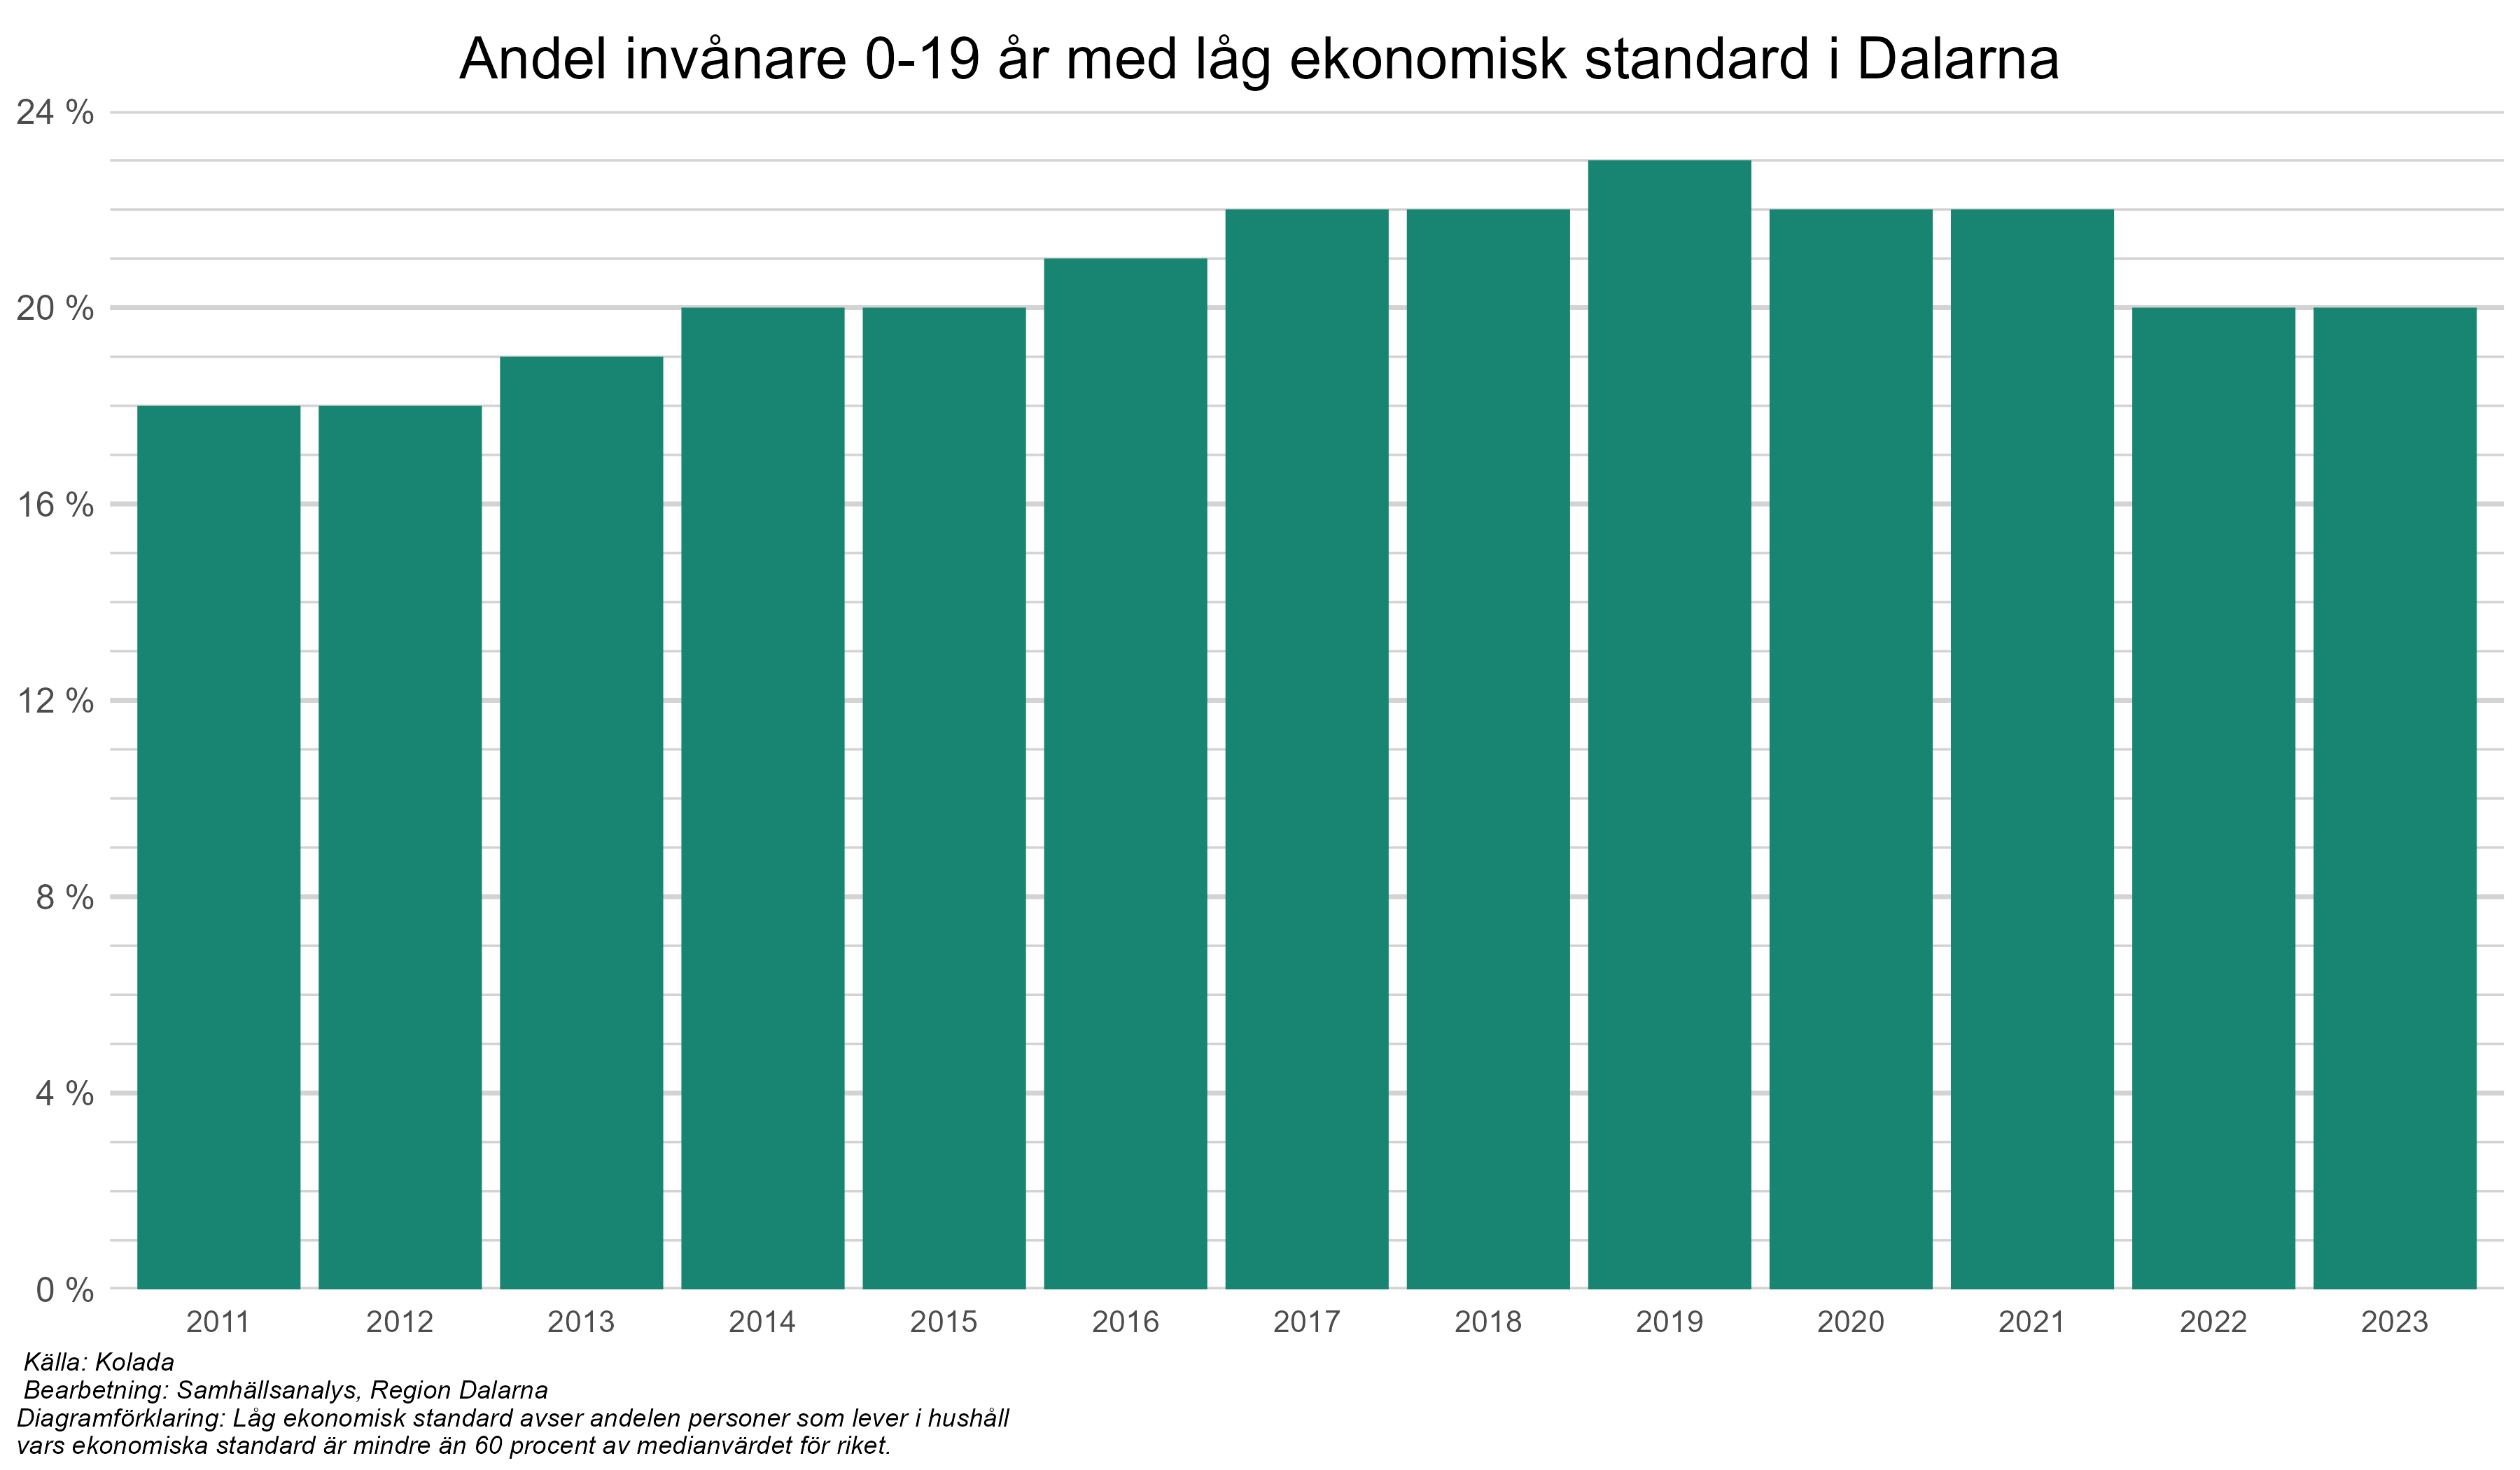 Andel invånare 0-19 år med låg ekonomisk standard i Dalarna
24 %
20 %
16 %
12 %
8 %
4 %
0 %
2011 2012 2013 2014 2015 2016 2017 2018 2019 2020 2021 2022 2023
Källa: Kolada
Bearbetning: Samhällsanalys, Region Dalarna
Diagramförklaring: Låg ekonomisk standard avser andelen personer som lever i hushåll
vars ekonomiska standard är mindre än 60 procent av medianvärdet för riket.